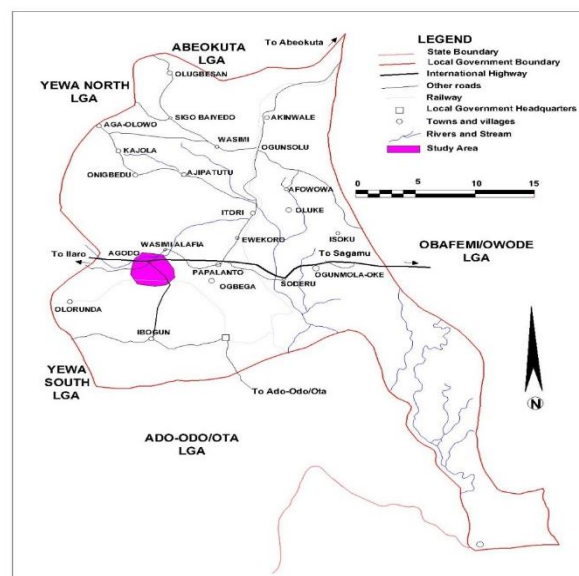 ABEOKUTA
LGA
To Abeokuta
LEGEND
State Boundary
Local Government Boundary
International Highway
Other roads
Railway
Local Government Headquarters
Towns and villages
Rivers and Stream
Study Area
0 5 10 15
YEWA NORTH
LGA
OLUGBESAN
SIGO BAIYEDO
AKINWALE
AGA-OLOWO
WASIMI
OGUNSOLU
KAJOLA
ONIGBEDU
AJIPATUTU
AFOWOWA
OLUKE
ITORI
EWEKORO
ISOKU
To Ilaro
AGODO
WASIMI-ALAFIA
To Sagamu
OBAFEMI/OWODE
LGA
PAPALANTO
OGBEGA
SODERU
OGUNMOLA-OKE
OLORUNDA
IBOGUN
YEWA
SOUTH
LGA
To Ado-Odo/Ota
N
ADO-ODO/OTA
LGA